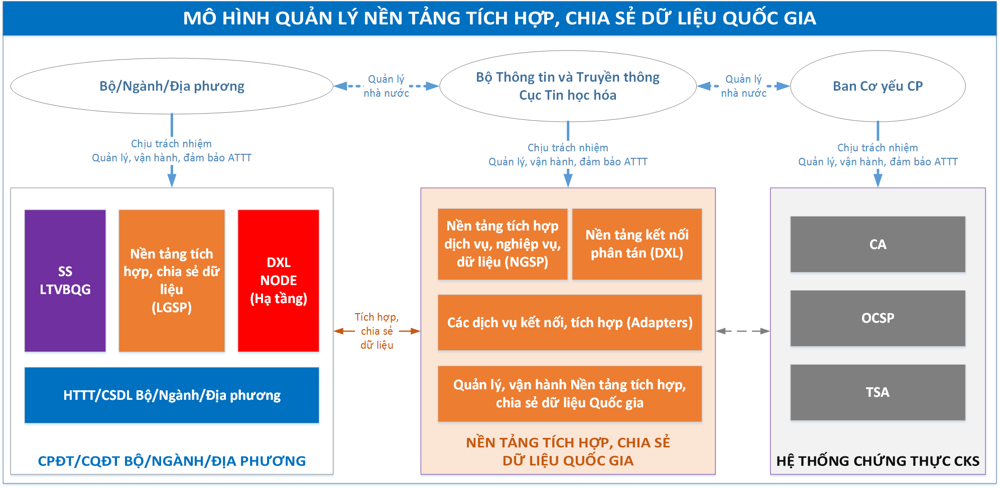 MÔ HÌNH QUẢN LÝ NỀN TẢNG TÍCH HỢP, CHIA SẺ DỮ LIỆU QUỐC GIA
Bộ/Ngành/Địa phương
Quản lý
nhà nước
Bộ Thông tin và Truyền thông
Cục Tin học hóa
Quản lý
nhà nước
Ban Cơ yếu CP
Chịu trách nhiệm
Quản lý, vận hành, đảm bảo ATTT
Chịu trách nhiệm
Quản lý, vận hành, đảm bảo ATTT
Chịu trách nhiệm
Quản lý, vận hành, đảm bảo ATTT
SS
LTVBQG
Nền tảng tích
hợp, chia sẻ dữ
liệu
(LGSP)
DXL
NODE
(Hạ tầng)
HTTT/CSDL Bộ/Ngành/Địa phương
CPĐT/CQĐT BỘ/NGÀNH/ĐỊA PHƯƠNG
Tích hợp,
chia sẻ
dữ liệu
Nền tảng tích hợp
dịch vụ, nghiệp vụ,
dữ liệu (NGSP)
Nền tảng kết nối
phân tán (DXL)
Các dịch vụ kết nối, tích hợp (Adapters)
Quản lý, vận hành Nền tảng tích hợp,
chia sẻ dữ liệu Quốc gia
NỀN TẢNG TÍCH HỢP, CHIA SẺ
DỮ LIỆU QUỐC GIA
CA
OCSP
TSA
HỆ THỐNG CHỨNG THỰC CKS